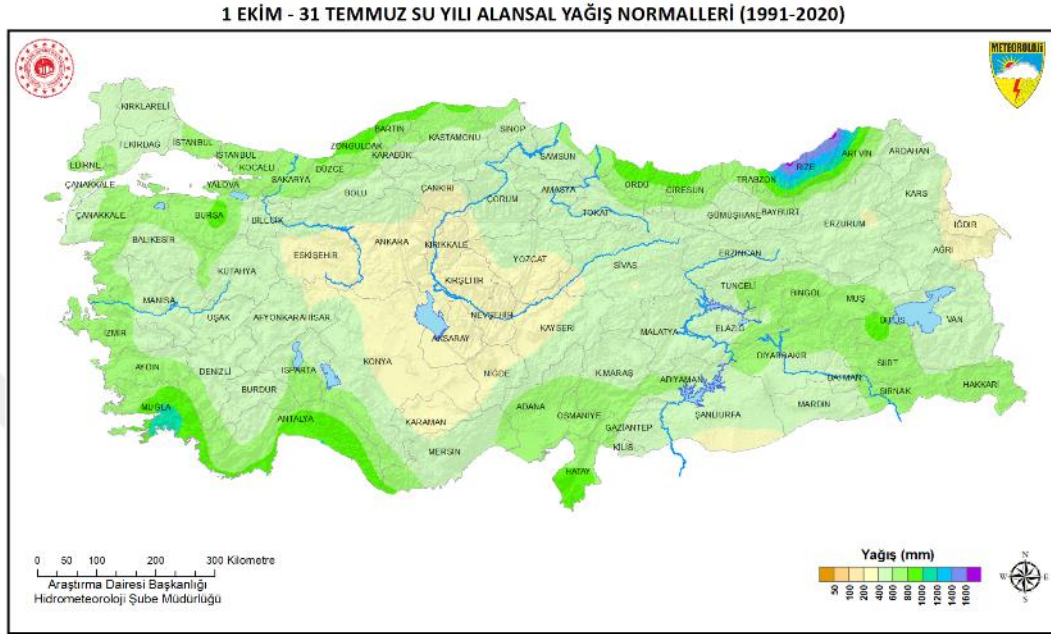 1 EKİM - 31 TEMMUZ SU YILI ALANSAL YAĞIŞ NORMALLERİ (1991-2020)
METEOROLOJİ
KIRKLARELİ
TEKİRDAĞ
İSTANBUL
İSTANBUL
EDİRNE
KOCAELİ
YALOVA
SAKARYA
DÜZCE
ZONGULDAK
BARTIN
KARABÜK
KASTAMONU
SİNOP
SAMSUN
ORDU
GİRESUN
TRABZON
RİZE
ARTVİN
ARDAHAN
ÇANAKKALE
ÇANAKKALE
BURSA
BİLECİK
BOLU
ÇANKIRI
ÇORUM
AMASYA
TOKAT
GÜMÜŞHANE
BAYBURT
ERZURUM
KARS
IĞDIR
AĞRI
BALIKESİR
KÜTAHYA
ESKİŞEHİR
ANKARA
KIRIKKALE
YOZGAT
SİVAS
ERZİNCAN
TUNCELİ
BİNGÖL
MUŞ
BİTLİS
VAN
MANİSA
UŞAK
AFYONKARAHİSAR
KIRŞEHİR
NEVŞEHİR
AKSARAY
KAYSERİ
MALATYA
ELAZIĞ
DİYARBAKIR
SİİRT
BATMAN
ŞIRNAK
HAKKARİ
İZMİR
AYDIN
DENİZLİ
ISPARTA
BURDUR
KONYA
NİĞDE
K.MARAŞ
ADIYAMAN
MARDİN
ŞANLIURFA
MUĞLA
ANTALYA
KARAMAN
MERSİN
ADANA
OSMANİYE
GAZİANTEP
KİLİS
HATAY
0 50 100 200 300 Kilometre
Araştırma Dairesi Başkanlığı
Hidrometeoroloji Şube Müdürlüğü
Yağış (mm)
50 100 200 400 600 800 1000 1200 1400 1600
N
W E
S